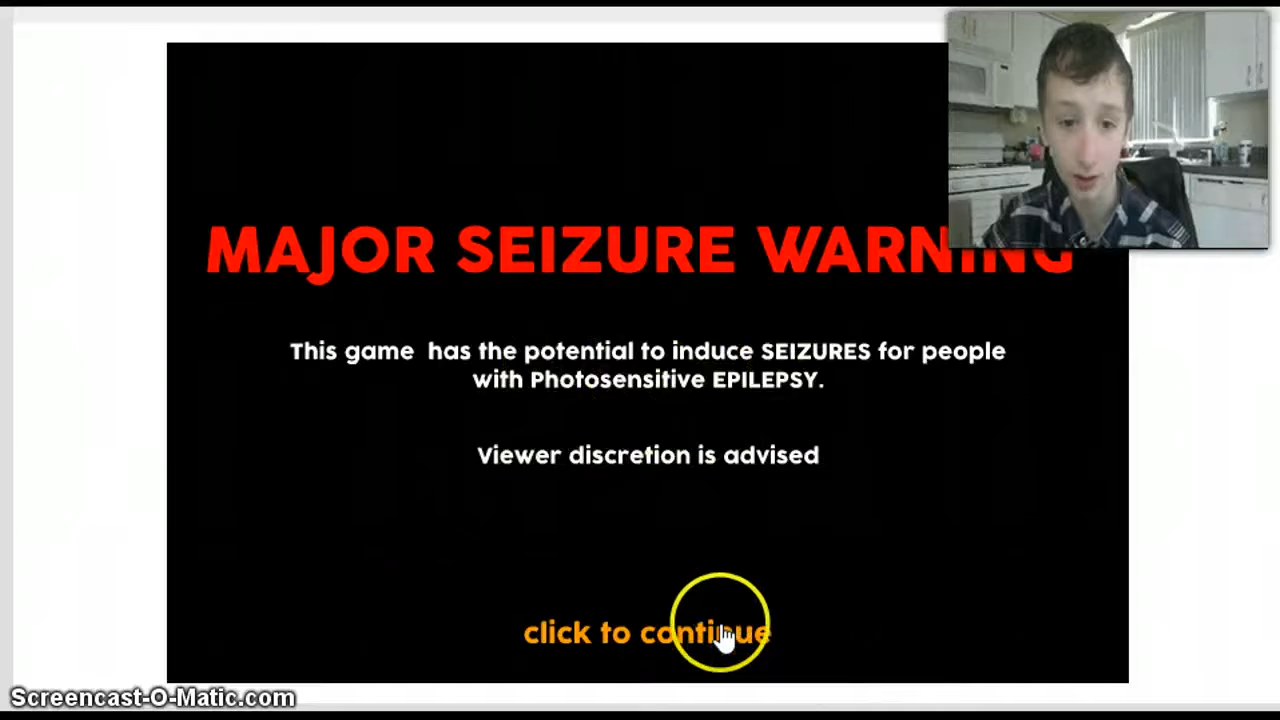 MAJOR SEIZURE WARNING
This game has the potential to induce SEIZURES for people
with Photosensitive EPILEPSY.
Viewer discretion is advised
click to continue
Screencast-O-Matic.com